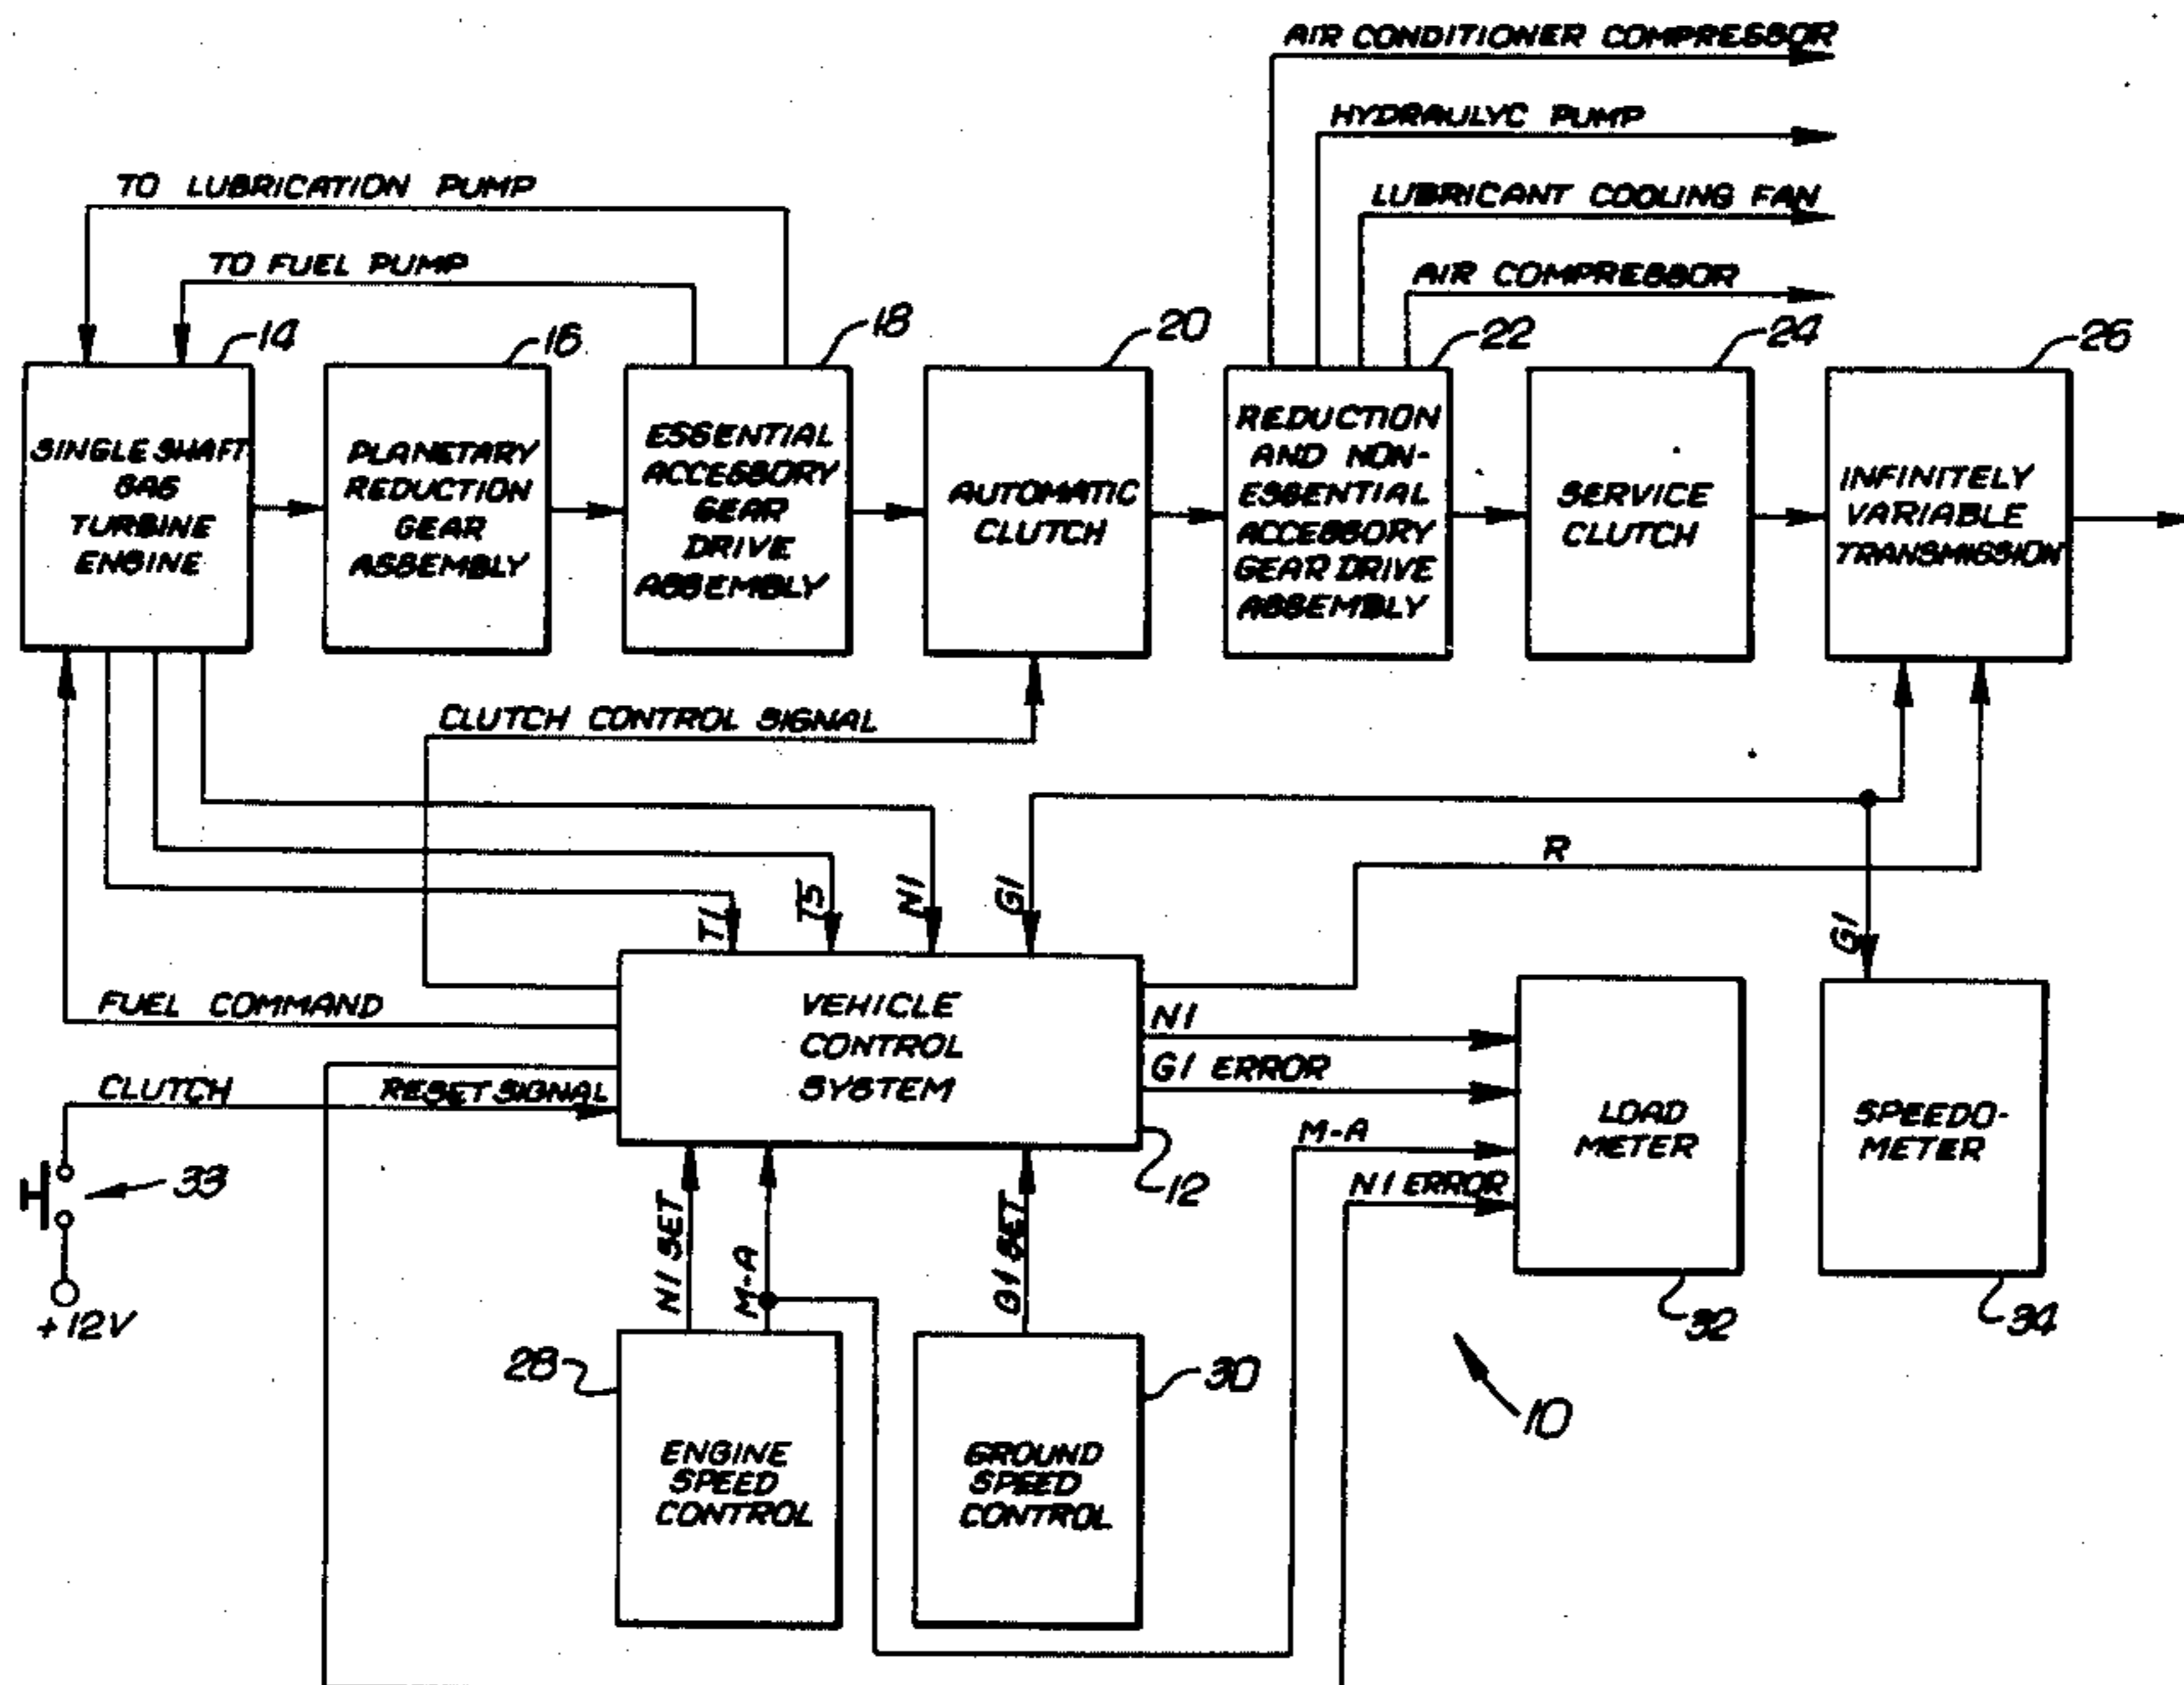 AIR CONDITIONER COMPRESSOR
HYDRAULYC PUMP
TO LUBRICATION PUMP
LUBRICANT COOLING FAN
TO FUEL PUMP
AIR COMPRESSOR
14
16
18
20
22
24
26
SINGLE SHAFT
GAS
TURBINE
ENGINE
PLANETARY
REDUCTION
GEAR
ASSEMBLY
ESSENTIAL
ACCESSORY
GEAR
DRIVE
ASSEMBLY
AUTOMATIC
CLUTCH
REDUCTION
AND NON-
ESSENTIAL
ACCESSORY
GEAR DRIVE
ASSEMBLY
SERVICE
CLUTCH
INFINITELY
VARIABLE
TRANSMISSION
CLUTCH CONTROL SIGNAL
R
T1
T5
N1
G1
G1
FUEL COMMAND
CLUTCH
RESET SIGNAL
VEHICLE
CONTROL
SYSTEM
12
N1
G1 ERROR
M-A
N1 ERROR
LOAD
METER
32
SPEEDO-
METER
34
33
+12V
N1 SET
M-A
G1 SET
28
ENGINE
SPEED
CONTROL
30
GROUND
SPEED
CONTROL
10